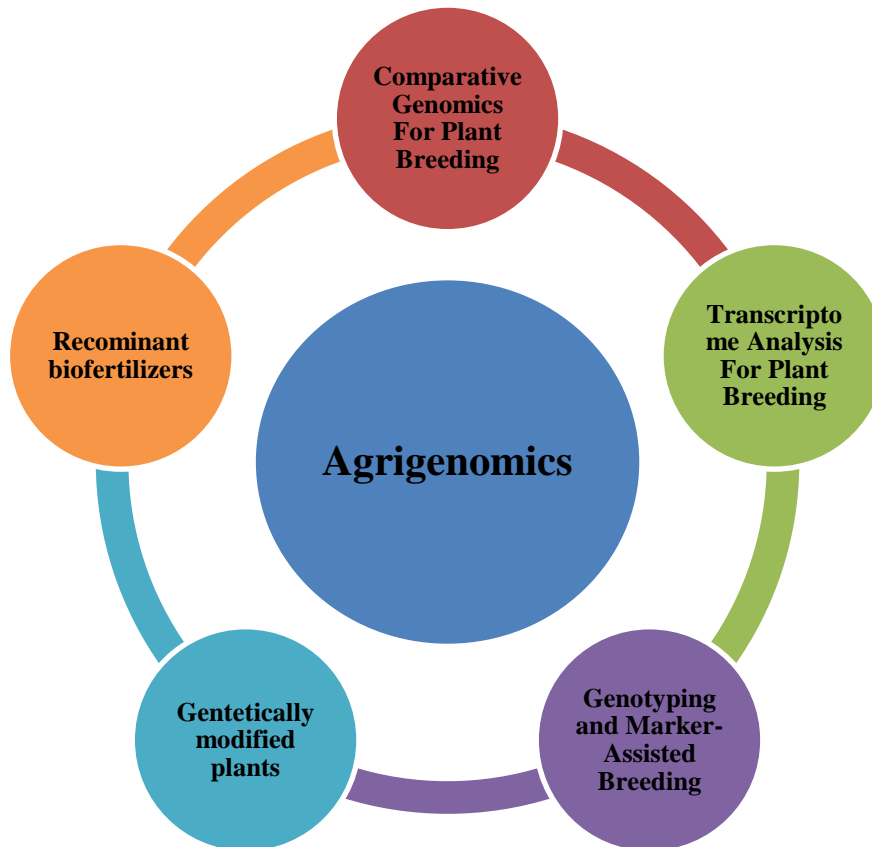 Comparative
Genomics
For Plant
Breeding
Transcripto
me Analysis
For Plant
Breeding
Genotyping
and Marker-
Assisted
Breeding
Gentetically
modified
plants
Recominant
biofertilizers
Agrigenomics